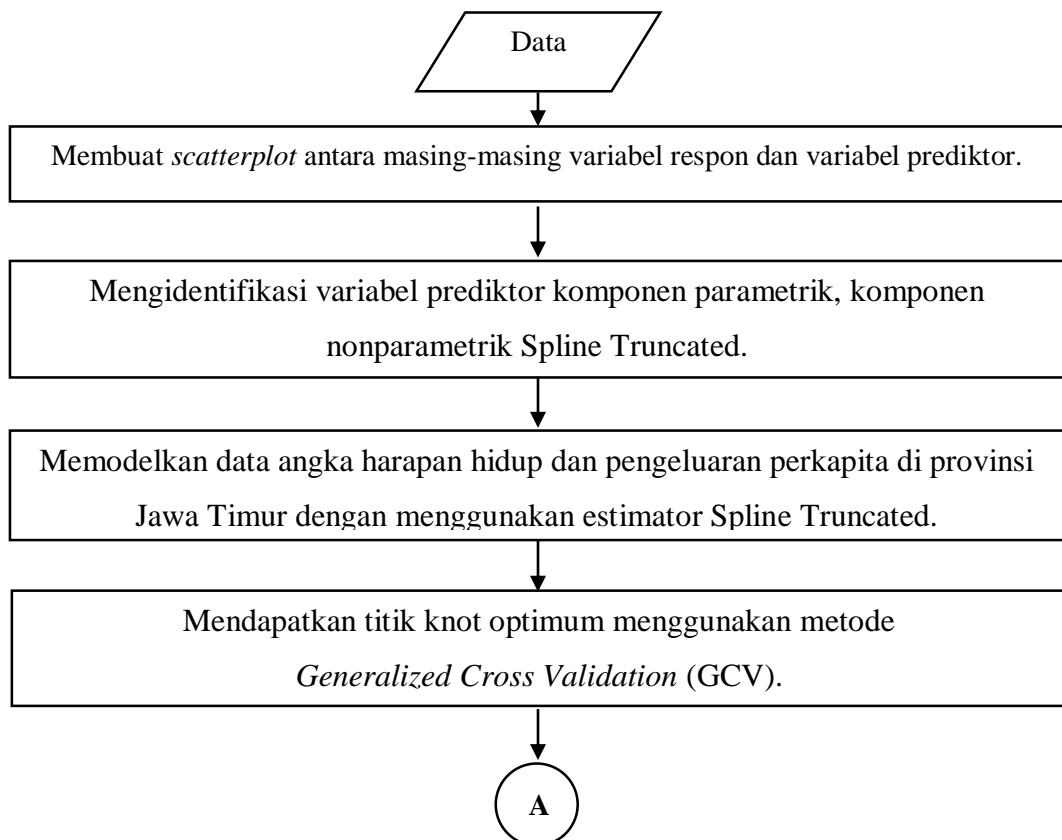 Data
Membuat scatterplot antara masing-masing variabel respon dan variabel prediktor.
Mengidentifikasi variabel prediktor komponen parametrik, komponen
nonparametrik Spline Truncated.
Memodelkan data angka harapan hidup dan pengeluaran perkapita di provinsi
Jawa Timur dengan menggunakan estimator Spline Truncated.
Mendapatkan titik knot optimum menggunakan metode
Generalized Cross Validation (GCV).
A